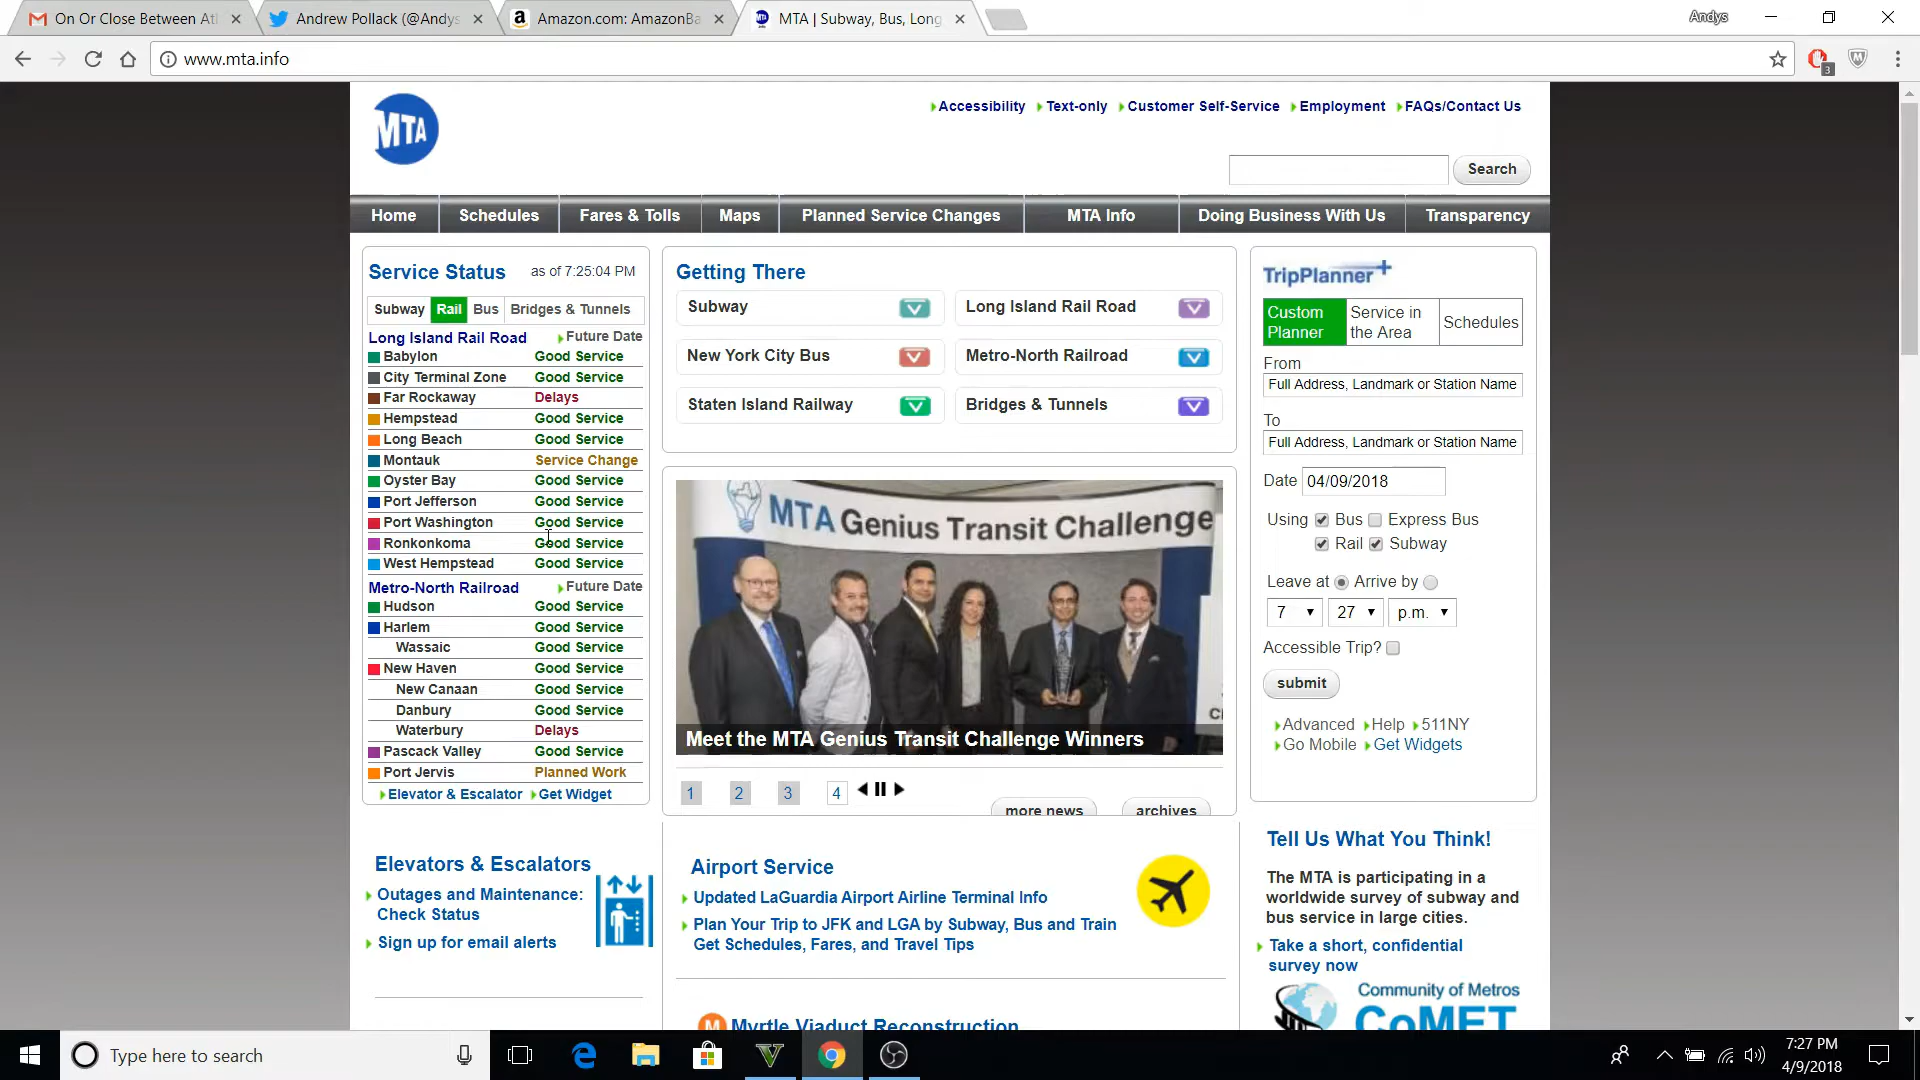 On Or Close Between Atl
Andrew Pollack (@Andys
Amazon.com: AmazonBa
MTA | Subway, Bus, Long
Andys
www.mta.info
3
MTA
Accessibility
Text-only
Customer Self-Service
Employment
FAQs/Contact Us
Search
Home
Schedules
Fares & Tolls
Maps
Planned Service Changes
MTA Info
Doing Business With Us
Transparency
Service Status as of 7:25:04 PM
Subway Rail Bus Bridges & Tunnels
Long Island Rail Road Future Date
Babylon Good Service
City Terminal Zone Good Service
Far Rockaway Delays
Hempstead Good Service
Long Beach Good Service
Montauk Service Change
Oyster Bay Good Service
Port Jefferson Good Service
Port Washington Good Service
Ronkonkoma Good Service
West Hempstead Good Service
Metro-North Railroad Future Date
Hudson Good Service
Harlem Good Service
Wassaic Good Service
New Haven Good Service
New Canaan Good Service
Danbury Good Service
Waterbury Delays
Pascack Valley Good Service
Port Jervis Planned Work
Elevator & Escalator Get Widget
Elevators & Escalators
Outages and Maintenance:
Check Status
Sign up for email alerts
Getting There
Subway
Long Island Rail Road
New York City Bus
Metro-North Railroad
Staten Island Railway
Bridges & Tunnels
MTA Genius Transit Challenge
Meet the MTA Genius Transit Challenge Winners
1 2 3 4
more news archives
Airport Service
Updated LaGuardia Airport Airline Terminal Info
Plan Your Trip to JFK and LGA by Subway, Bus and Train
Get Schedules, Fares, and Travel Tips
M Myrtle Viaduct Reconstruction
TripPlanner+
Custom Planner
Service in the Area
Schedules
From
Full Address, Landmark or Station Name
To
Full Address, Landmark or Station Name
Date 04/09/2018
Using Bus Express Bus
Rail Subway
Leave at Arrive by
7 27 p.m.
Accessible Trip?
submit
Advanced Help 511NY
Go Mobile Get Widgets
Tell Us What You Think!
The MTA is participating in a
worldwide survey of subway and
bus service in large cities.
Take a short, confidential
survey now
Community of Metros
CoMET
Type here to search
7:27 PM
4/9/2018